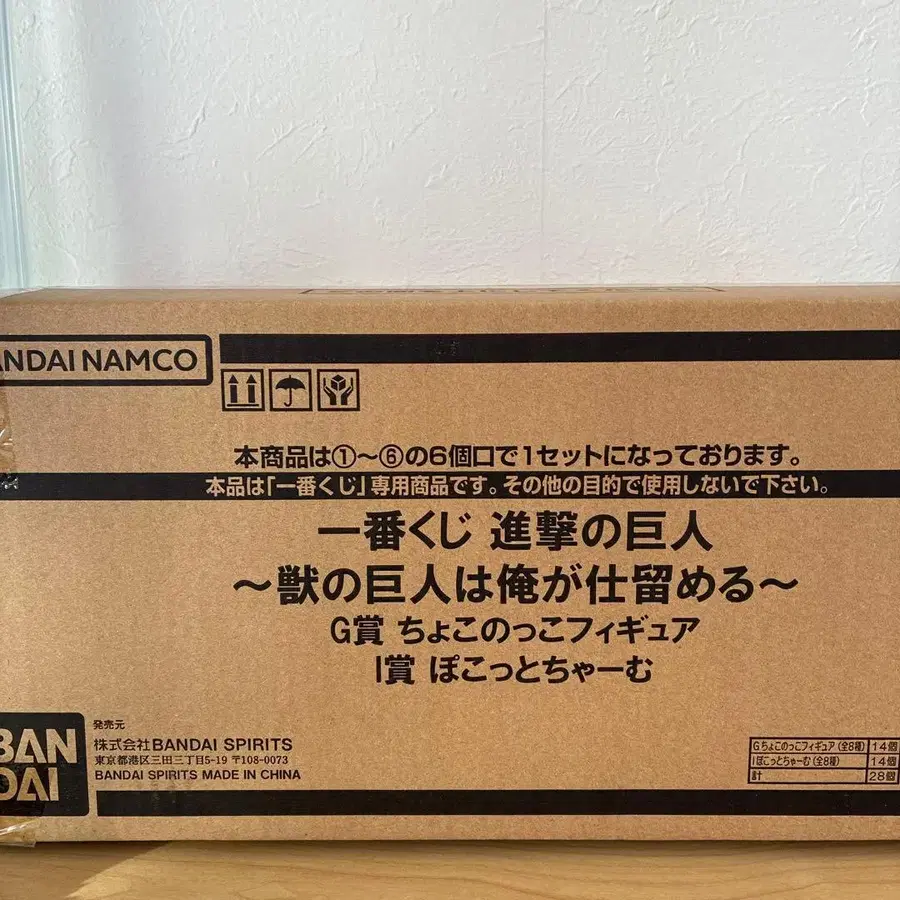 ANDAI NAMCO
本商品は①～⑥の6個口で1セットになっております。
本品は「一番くじ」専用商品です。その他の目的で使用しないで下さい。
一番くじ 進撃の巨人
～獣の巨人は俺が仕留める～
G賞 ちょこのっこフィギュア
I賞 ぽこっとちゃーむ
BAN
DAI
発売元
株式会社BANDAI SPIRITS
東京都港区三田三丁目5-19 〒108-0073
BANDAI SPIRITS MADE IN CHINA
G ちょこのっこフィギュア (全8種) 14個
I ぽこっとちゃーむ (全8種) 14個
計 28個